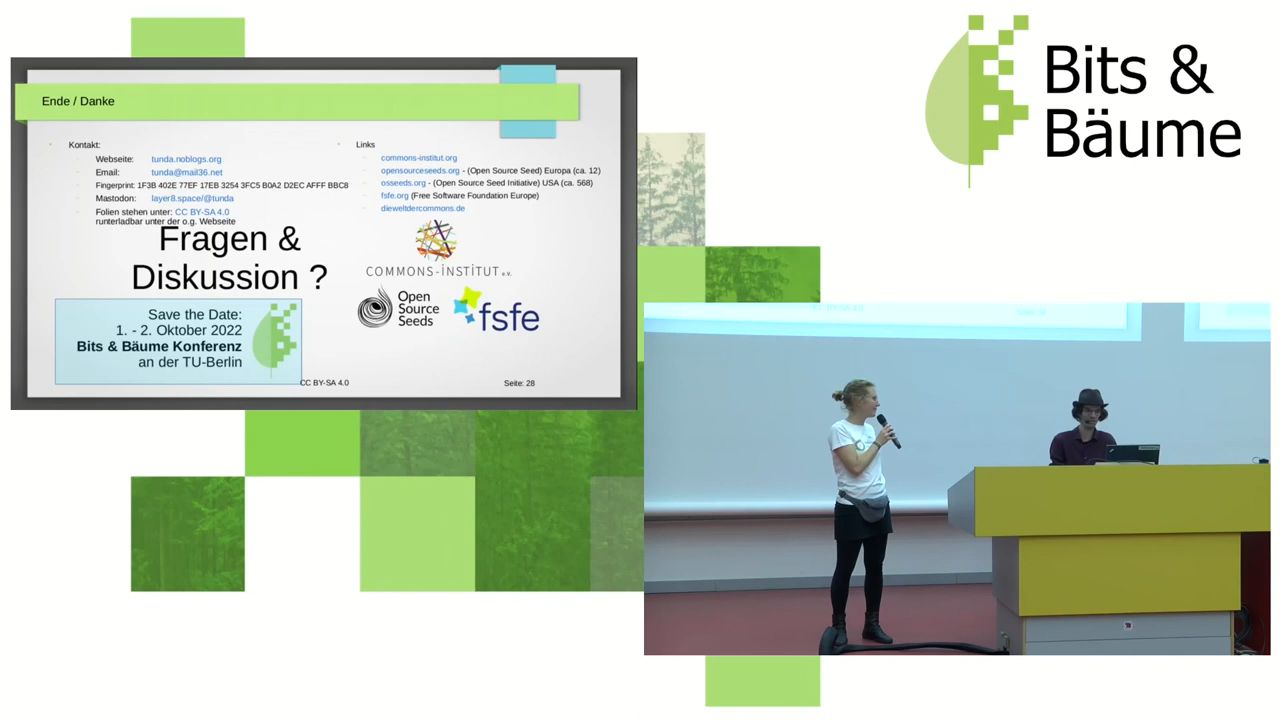 Ende / Danke
Kontakt:
Webseite: tunda.noblogs.org
Email: tunda@mail36.net
Fingerprint: 1F3B 402E 77EF 17EB 3254 3FC5 B0A2 D2EC AFFF BBC8
Mastodon: layer8.space/@tunda
Folien stehen unter: CC BY-SA 4.0
runterladbar unter der o.g. Webseite
Fragen &
Diskussion ?
Save the Date:
1. - 2. Oktober 2022
Bits & Bäume Konferenz
an der TU-Berlin
Links
commons-institut.org
opensourceseeds.org - (Open Source Seed) Europa (ca. 12)
osseeds.org - (Open Source Seed Initiative) USA (ca. 568)
fsfe.org (Free Software Foundation Europe)
dieweltdercommons.de
COMMONS-INSTITUT e.V.
Open
Source
Seeds
fsfe
CC BY-SA 4.0
Seite: 28
Bits &
Bäume